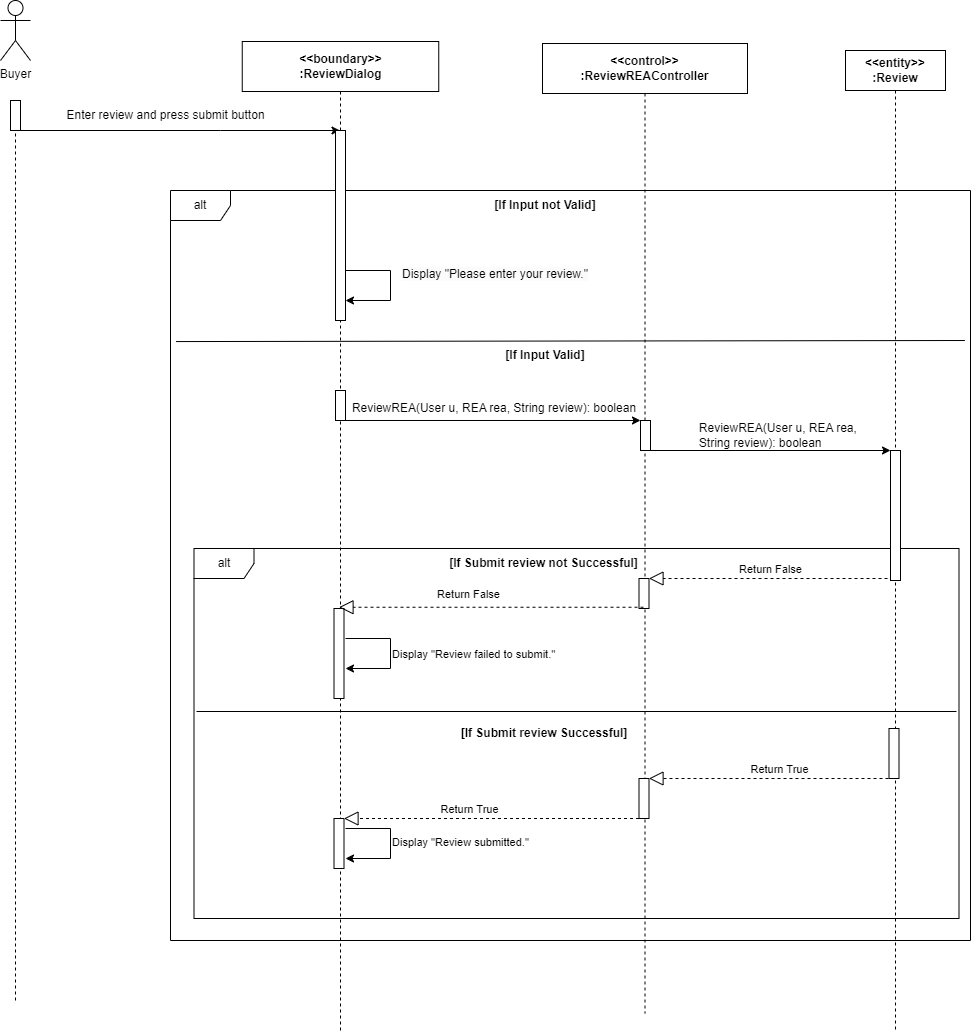 Buyer
<<boundary>>
:ReviewDialog
<<control>>
:ReviewREAController
<<entity>>
:Review
Enter review and press submit button
alt
[If Input not Valid]
Display "Please enter your review."
[If Input Valid]
ReviewREA(User u, REA rea, String review): boolean
ReviewREA(User u, REA rea,
String review): boolean
alt
[If Submit review not Successful]
Return False
Return False
Display "Review failed to submit."
[If Submit review Successful]
Return True
Return True
Display "Review submitted."